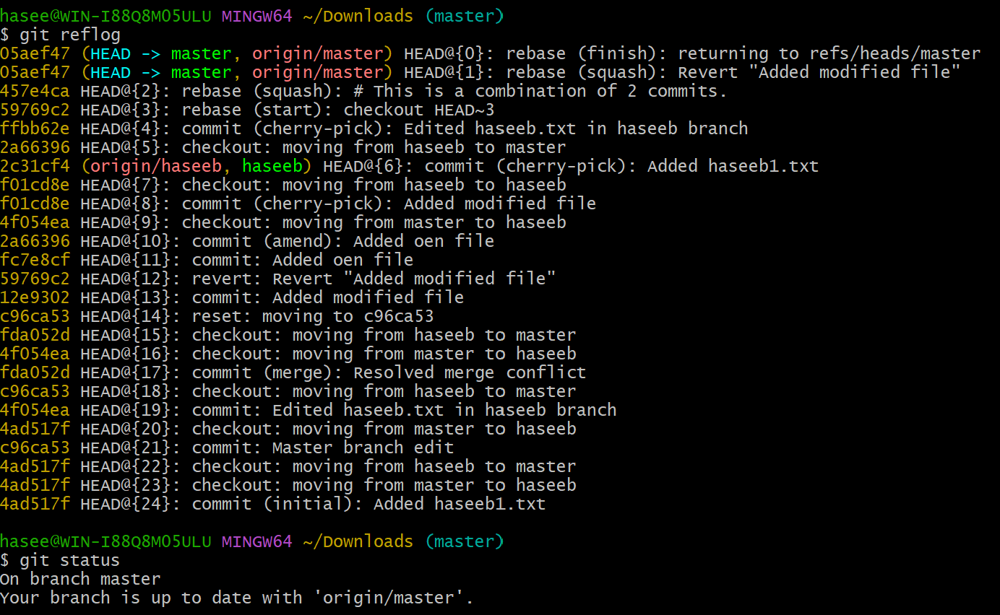 hasee@WIN-I88Q8MO5ULU MINGW64 ~/Downloads (master)
$ git reflog
05aef47 (HEAD -> master, origin/master) HEAD@{0}: rebase (finish): returning to refs/heads/master
05aef47 (HEAD -> master, origin/master) HEAD@{1}: rebase (squash): Revert "Added modified file"
457e4ca HEAD@{2}: rebase (squash): # This is a combination of 2 commits.
59769c2 HEAD@{3}: rebase (start): checkout HEAD~3
ffbb62e HEAD@{4}: commit (cherry-pick): Edited haseeb.txt in haseeb branch
2a66396 HEAD@{5}: checkout: moving from haseeb to master
2c31cf4 (origin/haseeb, haseeb) HEAD@{6}: commit (cherry-pick): Added haseeb1.txt
f01cd8e HEAD@{7}: checkout: moving from haseeb to haseeb
f01cd8e HEAD@{8}: commit (cherry-pick): Added modified file
4f054ea HEAD@{9}: checkout: moving from master to haseeb
2a66396 HEAD@{10}: commit (amend): Added oen file
fc7e8cf HEAD@{11}: commit: Added oen file
59769c2 HEAD@{12}: revert: Revert "Added modified file"
12e9302 HEAD@{13}: commit: Added modified file
c96ca53 HEAD@{14}: reset: moving to c96ca53
fda052d HEAD@{15}: checkout: moving from haseeb to master
4f054ea HEAD@{16}: checkout: moving from master to haseeb
fda052d HEAD@{17}: commit (merge): Resolved merge conflict
c96ca53 HEAD@{18}: checkout: moving from haseeb to master
4f054ea HEAD@{19}: commit: Edited haseeb.txt in haseeb branch
4ad517f HEAD@{20}: checkout: moving from master to haseeb
c96ca53 HEAD@{21}: commit: Master branch edit
4ad517f HEAD@{22}: checkout: moving from haseeb to master
4ad517f HEAD@{23}: checkout: moving from master to haseeb
4ad517f HEAD@{24}: commit (initial): Added haseeb1.txt
hasee@WIN-I88Q8MO5ULU MINGW64 ~/Downloads (master)
$ git status
On branch master
Your branch is up to date with 'origin/master'.